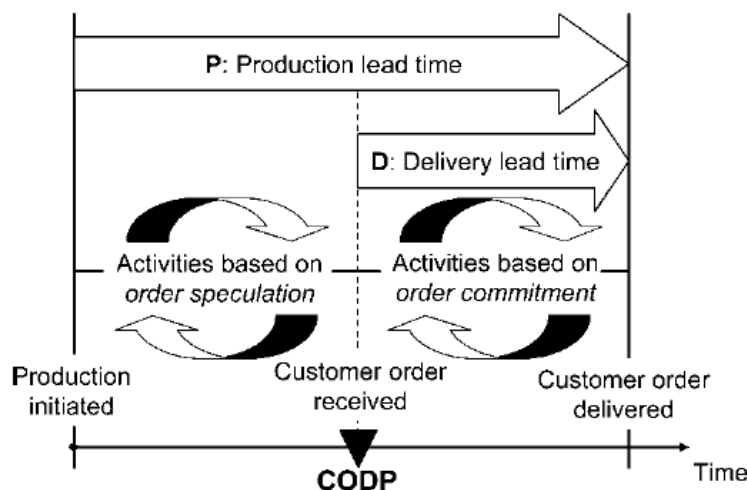 P: Production lead time
D: Delivery lead time
Activities based on
order speculation
Activities based on
order commitment
Production
initiated
Customer order
received
Customer order
delivered
CODP
Time